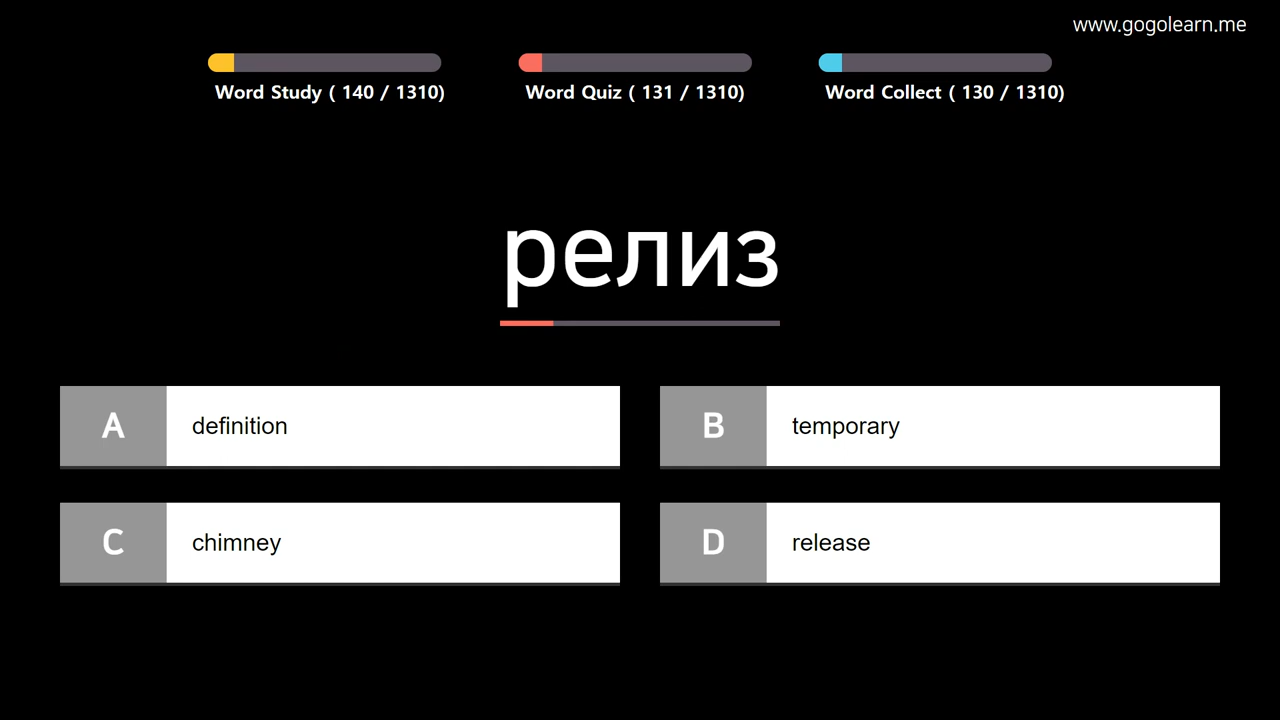 www.gogolearn.me
Word Study ( 140 / 1310)
Word Quiz ( 131 / 1310)
Word Collect ( 130 / 1310)
релиз
A definition
B temporary
C chimney
D release